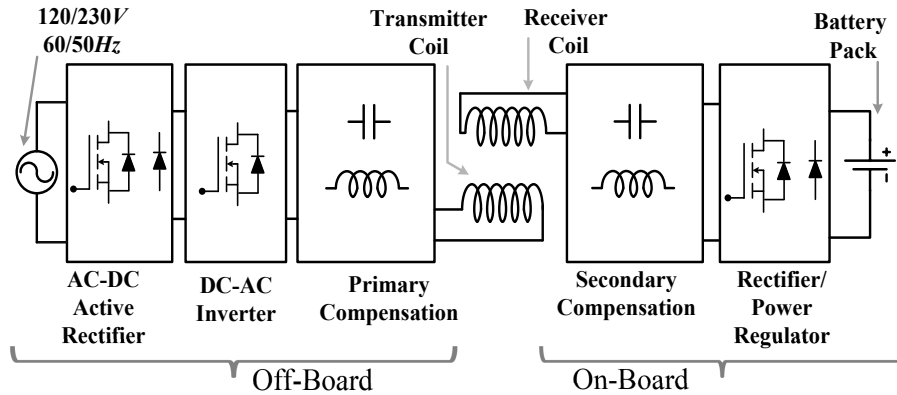 120/230V
60/50Hz
Transmitter
Coil
Receiver
Coil
Battery
Pack
+
-
AC-DC
Active
Rectifier
DC-AC
Inverter
Primary
Compensation
Secondary
Compensation
Rectifier/
Power
Regulator
Off-Board
On-Board